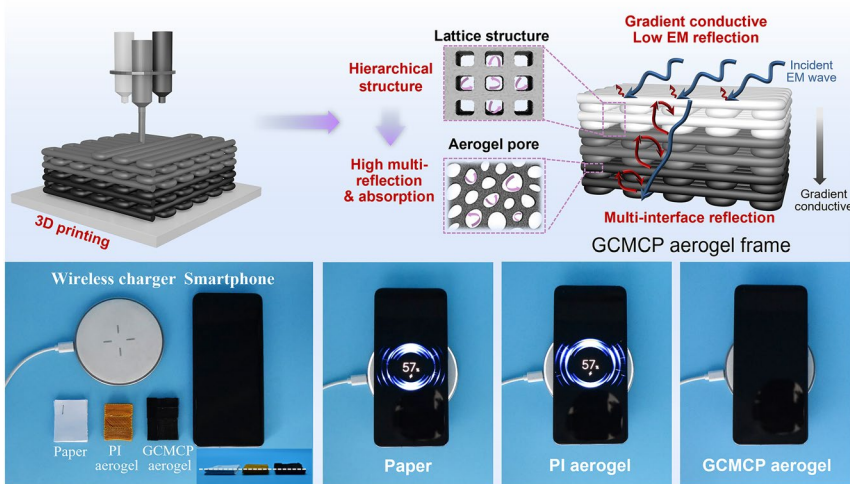 3D printing
Hierarchical
structure
High multi-
reflection
& absorption
Lattice structure
Aerogel pore
Gradient conductive
Low EM reflection
Incident
EM wave
Gradient
conductive
Multi-interface reflection
GCMCP aerogel frame
Wireless charger Smartphone
Paper
PI
aerogel
GCMCP
aerogel
57%
Paper
57%
PI aerogel
GCMCP aerogel